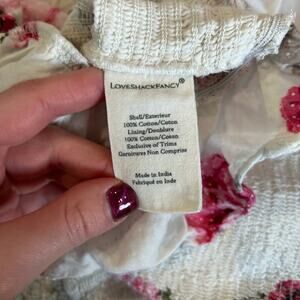 LOVESHACKFANCY®
Shell/Exterieur
100% Cotton/Coton
Lining/Doublure
100% Cotton/Coton
Exclusive of Trims
Garnitures Non Comprise
Made in India
Fabriqué en Inde